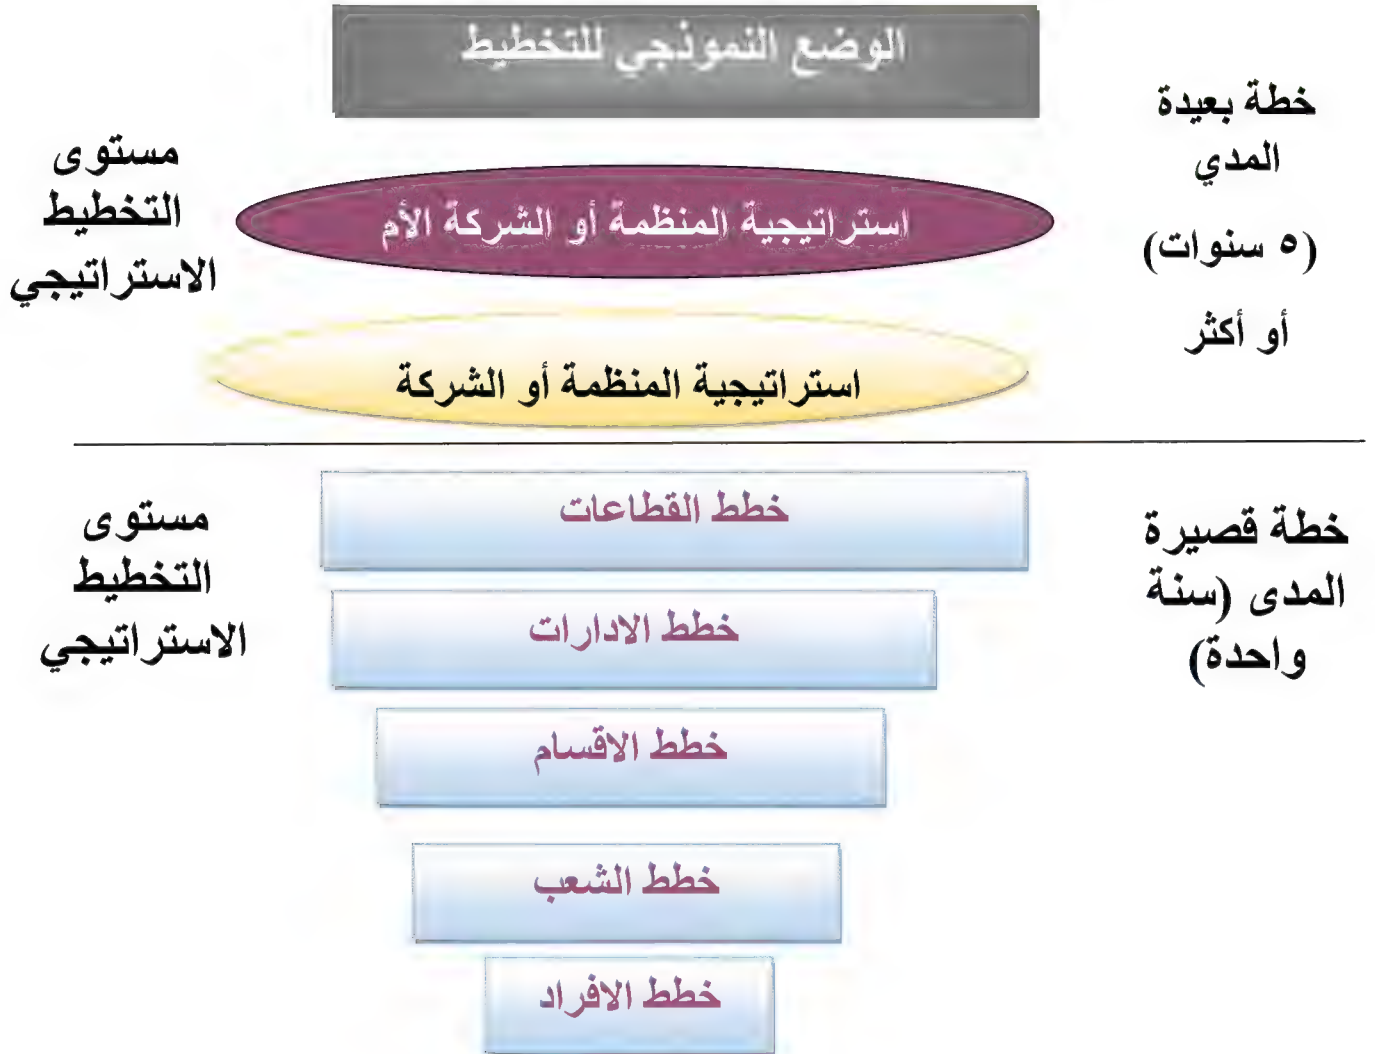 الوضع النموذجي للتخطيط
خطة بعيدة
المدي
(٥ سنوات)
أو أكثر
استراتيجية المنظمة أو الشركة الأم
استراتيجية المنظمة أو الشركة
مستوى
التخطيط
الاستراتيجي
خطة قصيرة
المدى (سنة
واحدة)
خطط القطاعات
خطط الادارات
خطط الاقسام
خطط الشعب
خطط الافراد
مستوى
التخطيط
الاستراتيجي